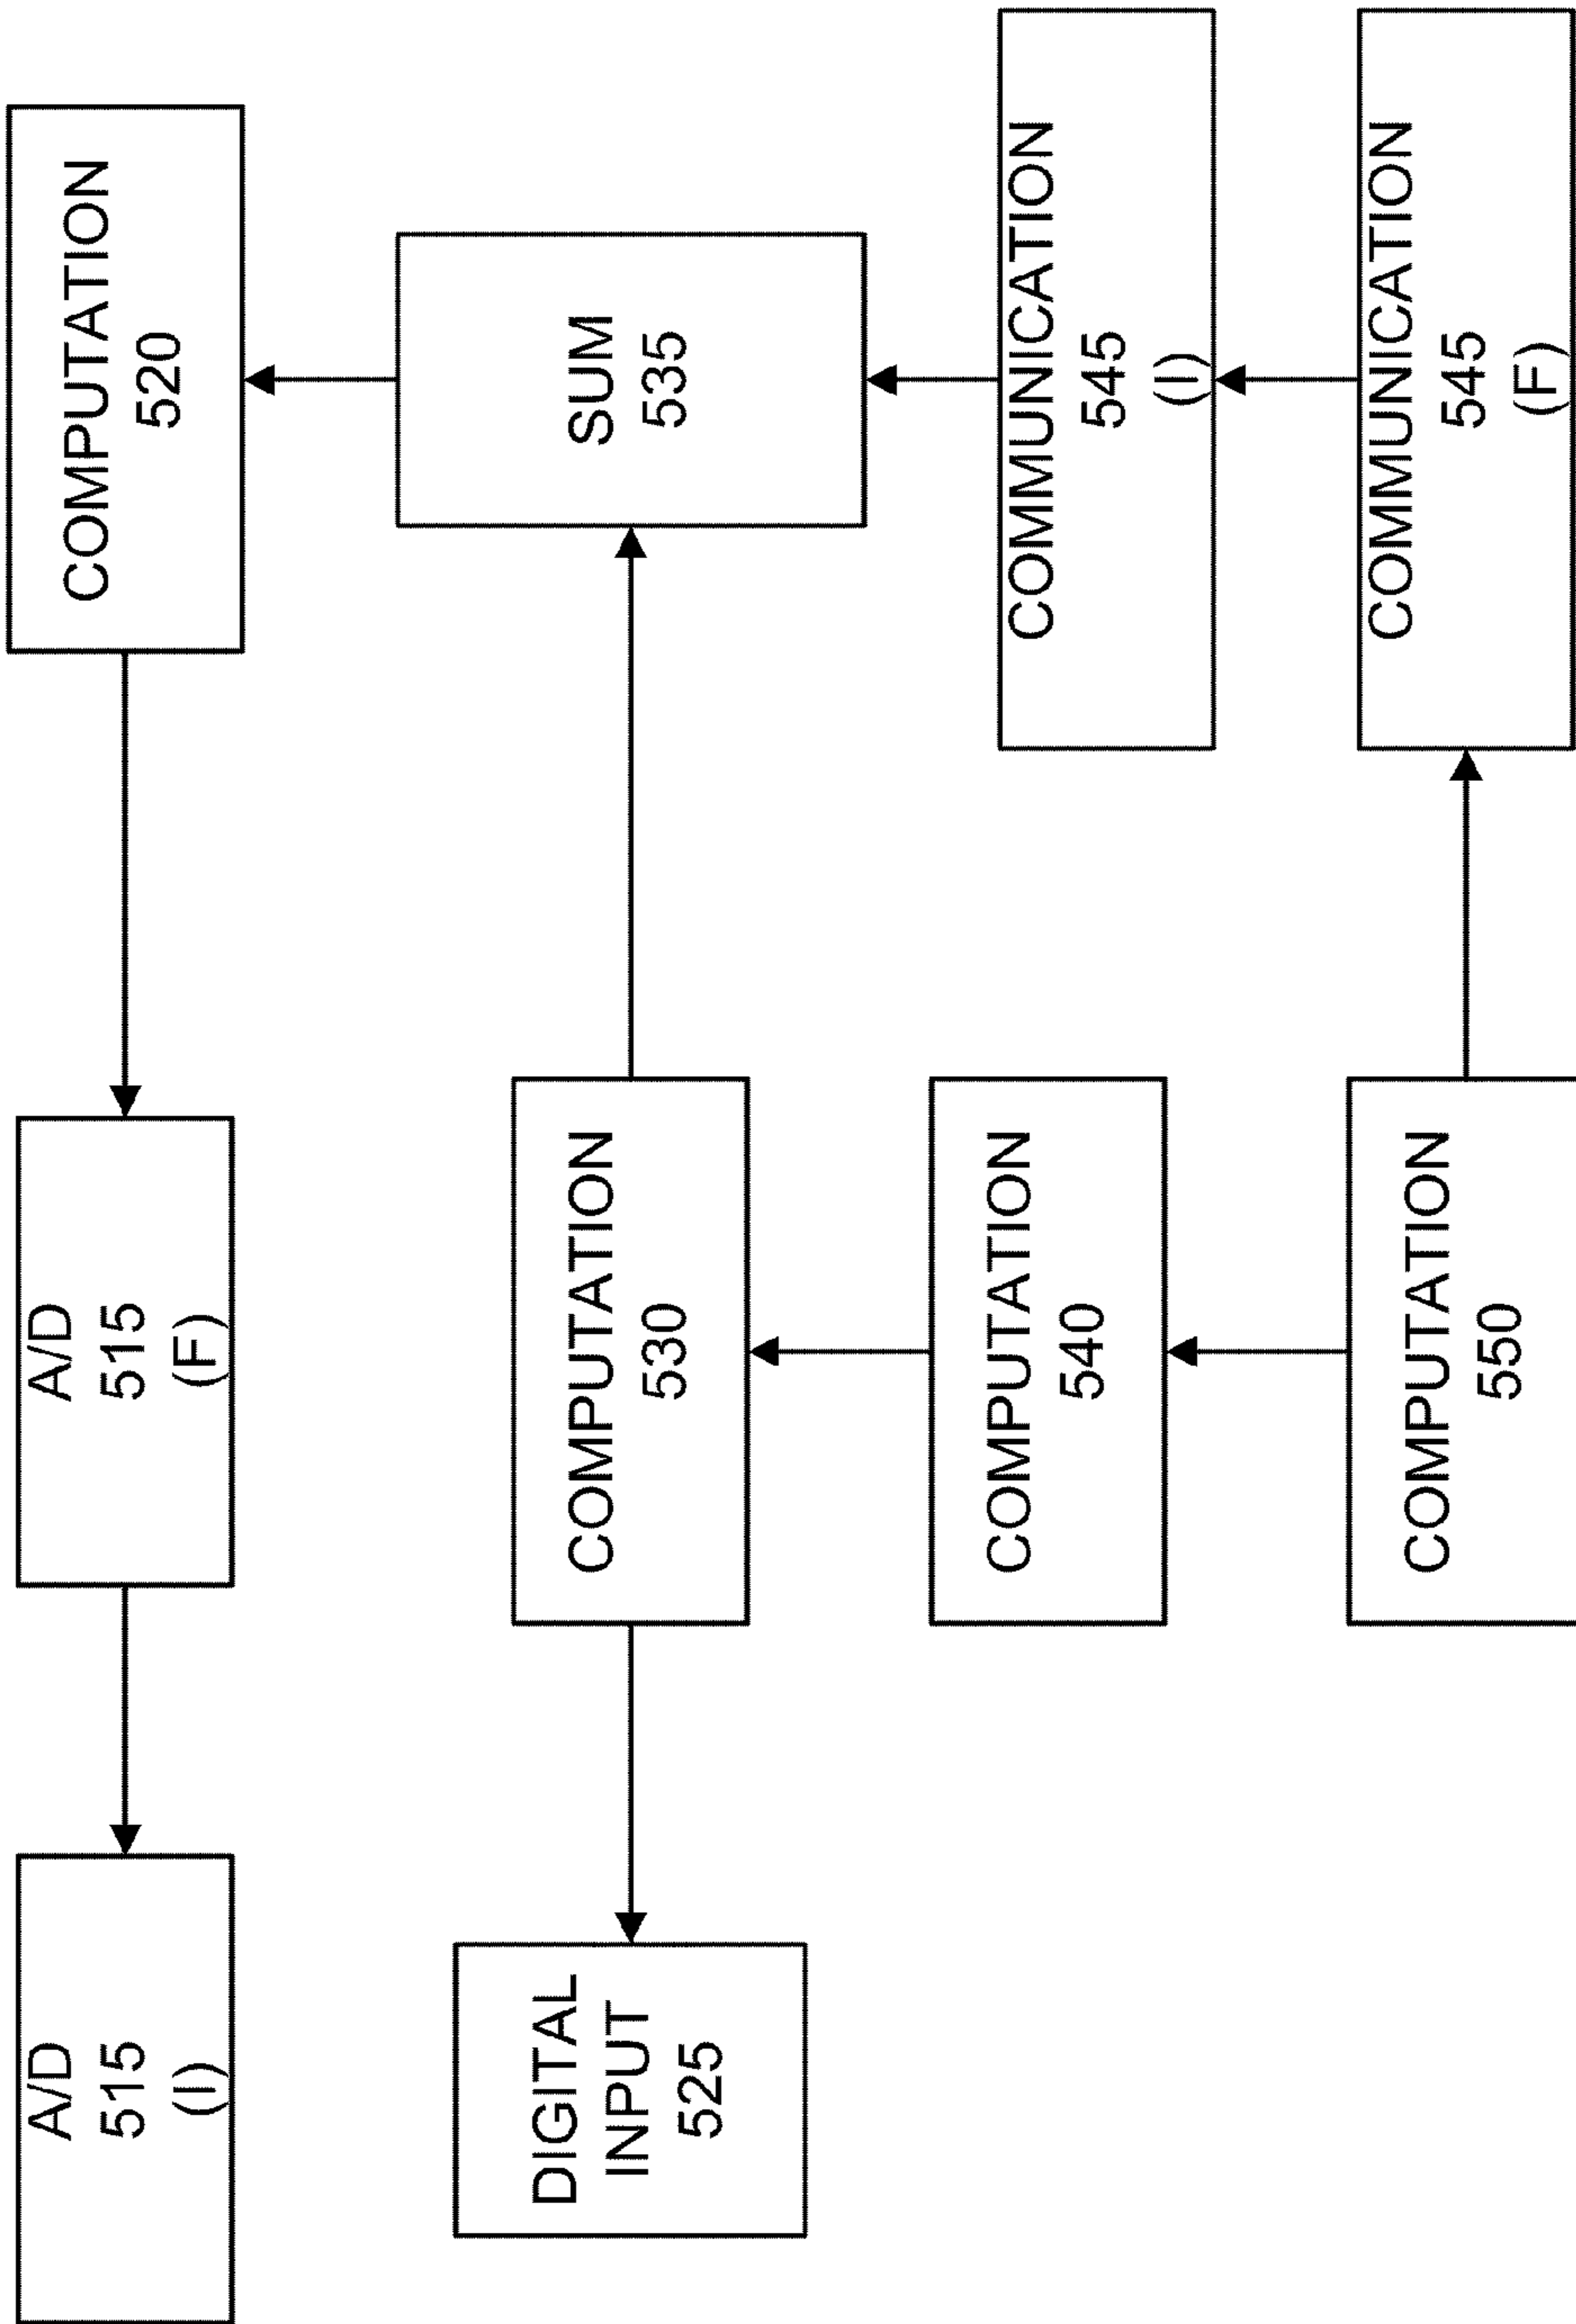 A/D
515
(I)
A/D
515
(F)
COMPUTATION
520
DIGITAL
INPUT
525
COMPUTATION
530
SUM
535
COMPUTATION
540
COMMUNICATION
545
(I)
COMPUTATION
550
COMMUNICATION
545
(F)